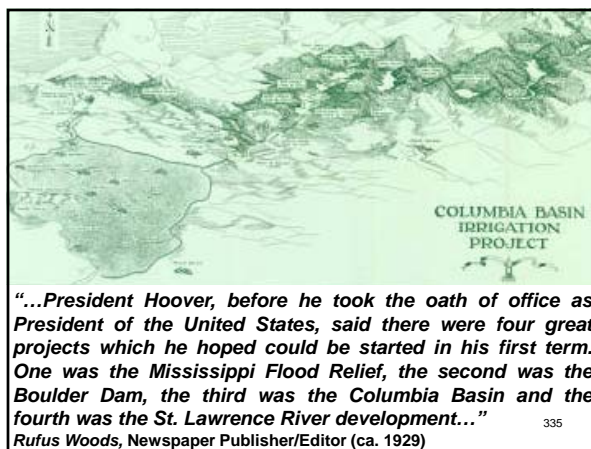 COLUMBIA BASIN
IRRIGATION
PROJECT
“…President Hoover, before he took the oath of office as
President of the United States, said there were four great
projects which he hoped could be started in his first term.
One was the Mississippi Flood Relief, the second was the
Boulder Dam, the third was the Columbia Basin and the
fourth was the St. Lawrence River development…”
335
Rufus Woods, Newspaper Publisher/Editor (ca. 1929)